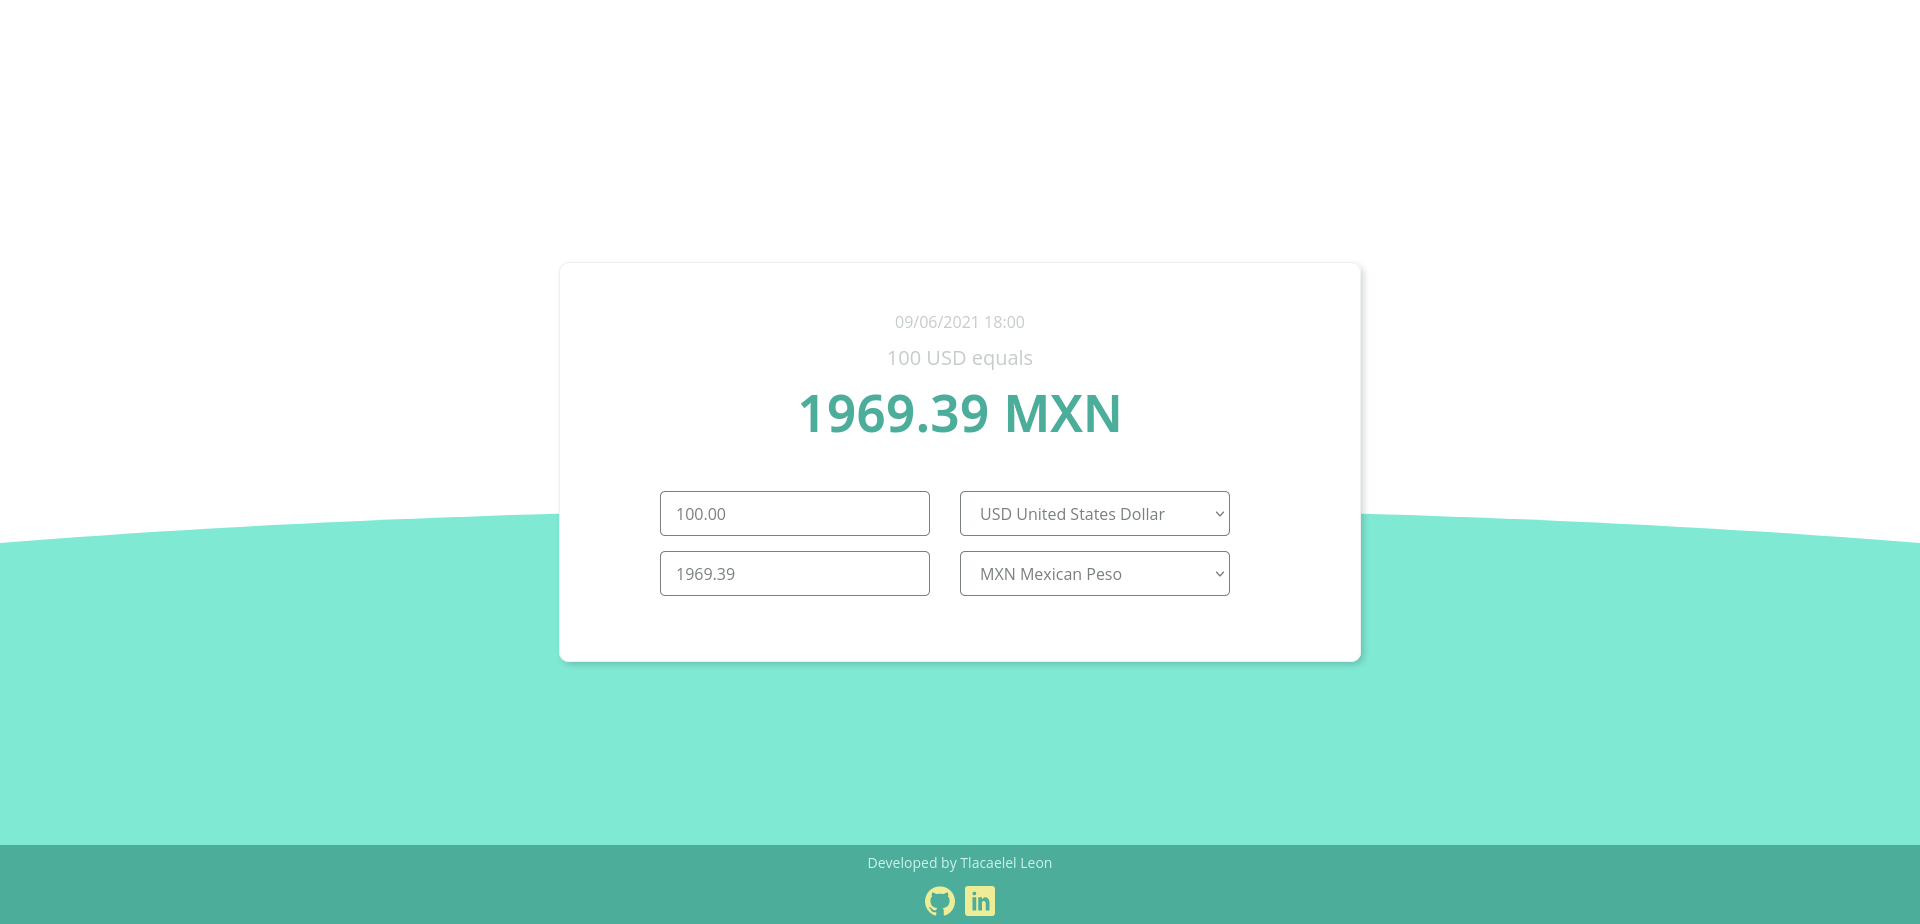 09/06/2021 18:00
100 USD equals
1969.39 MXN
100.00
USD United States Dollar
1969.39
MXN Mexican Peso
Developed by Tlacaelel Leon
in